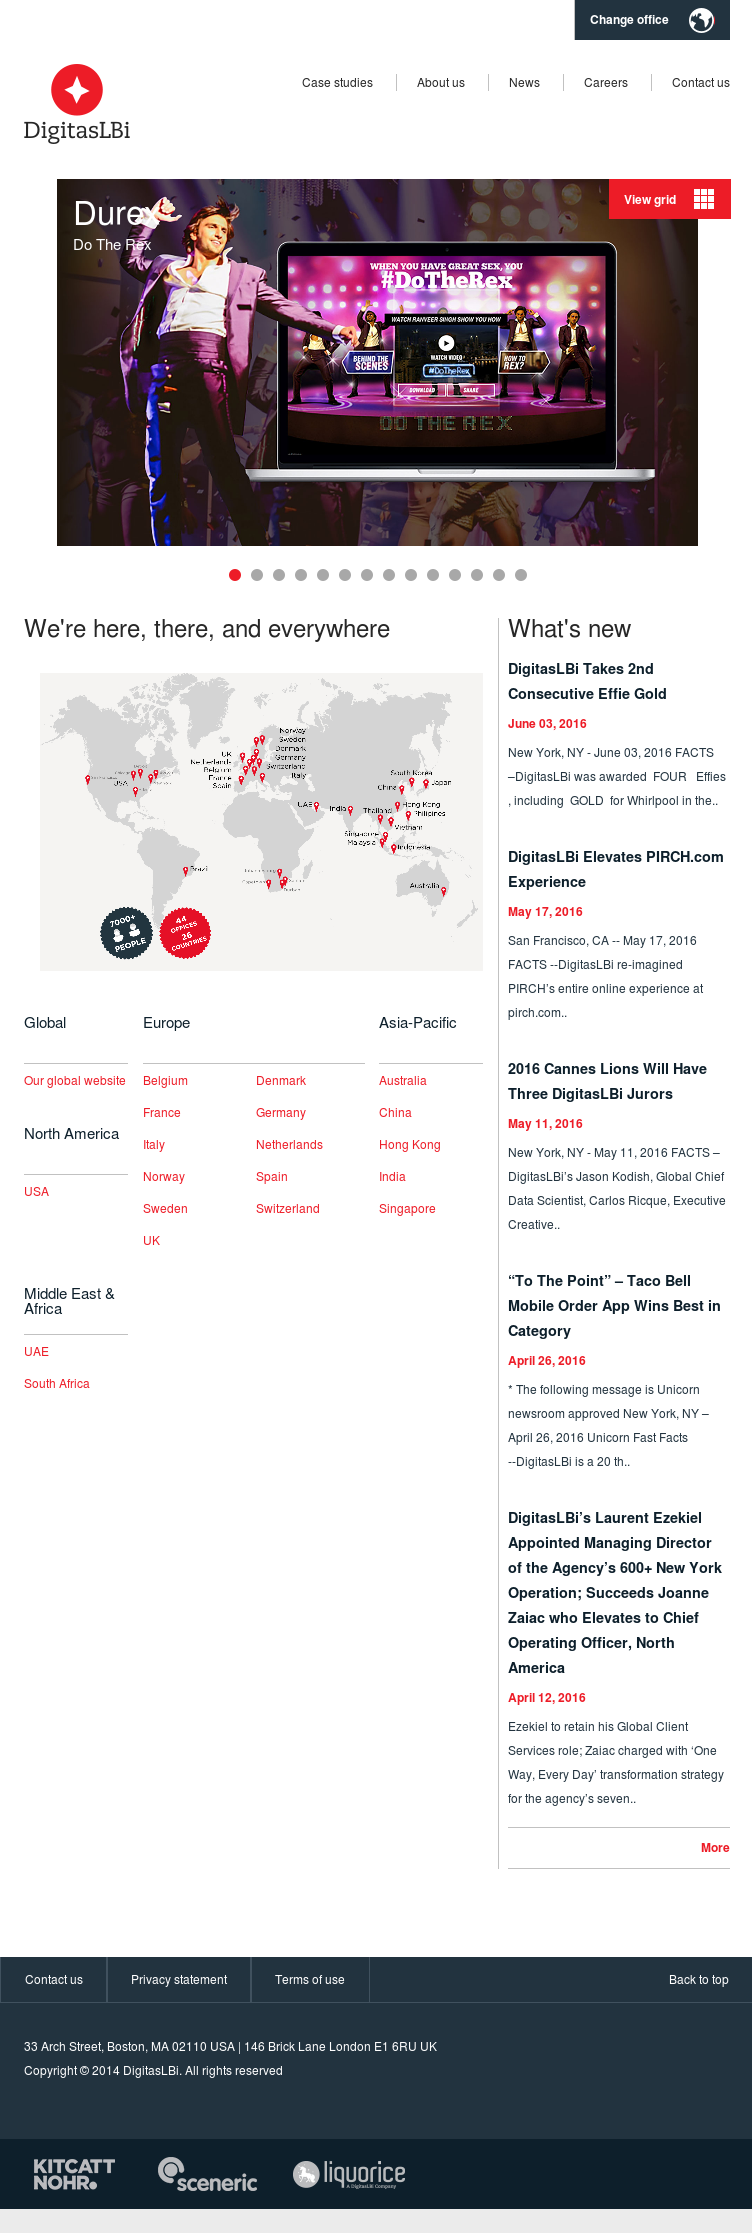 Change office
DigitasLBi
Case studies
About us
News
Careers
Contact us
Durex
Do The Rex
View grid
WHEN YOU HAVE GREAT SEX, YOU
#DoTheRex
WATCH RANVEER SINGH SHOW YOU HOW
BEHIND THE
SCENES
WATCH VIDEO
#DoTheRex
HOW TO
REX?
DOWNLOAD
SHARE
DO THE REX
We're here, there, and everywhere
Norway
Sweden
Denmark
Germany
Switzerland
Italy
UK
Netherlands
Belgium
France
Spain
USA
UAE
India
South Korea
China
Japan
Hong Kong
Thailand
Philipines
Vietnam
Singapore
Malaysia
Indonesia
Brazil
Australia
7000+
PEOPLE
44
OFFICES
26
COUNTRIES
Global
Our global website
North America
USA
Middle East &
Africa
UAE
South Africa
Europe
Belgium
Denmark
France
Germany
Italy
Netherlands
Norway
Spain
Sweden
Switzerland
UK
Asia-Pacific
Australia
China
Hong Kong
India
Singapore
What's new
DigitasLBi Takes 2nd
Consecutive Effie Gold
June 03, 2016
New York, NY - June 03, 2016 FACTS
–DigitasLBi was awarded  FOUR   Effies
, including  GOLD  for Whirlpool in the..
DigitasLBi Elevates PIRCH.com
Experience
May 17, 2016
San Francisco, CA -- May 17, 2016
FACTS --DigitasLBi re-imagined
PIRCH’s entire online experience at
pirch.com..
2016 Cannes Lions Will Have
Three DigitasLBi Jurors
May 11, 2016
New York, NY - May 11, 2016 FACTS –
DigitasLBi’s Jason Kodish, Global Chief
Data Scientist, Carlos Ricque, Executive
Creative..
“To The Point” – Taco Bell
Mobile Order App Wins Best in
Category
April 26, 2016
* The following message is Unicorn
newsroom approved New York, NY –
April 26, 2016 Unicorn Fast Facts
--DigitasLBi is a 20 th..
DigitasLBi’s Laurent Ezekiel
Appointed Managing Director
of the Agency’s 600+ New York
Operation; Succeeds Joanne
Zaiac who Elevates to Chief
Operating Officer, North
America
April 12, 2016
Ezekiel to retain his Global Client
Services role; Zaiac charged with ‘One
Way, Every Day’ transformation strategy
for the agency’s seven..
More
Contact us
Privacy statement
Terms of use
Back to top
33 Arch Street, Boston, MA 02110 USA | 146 Brick Lane London E1 6RU UK
Copyright © 2014 DigitasLBi. All rights reserved
KITCATT
NOHR.
sceneric
liquorice
A DigitasLBi Company